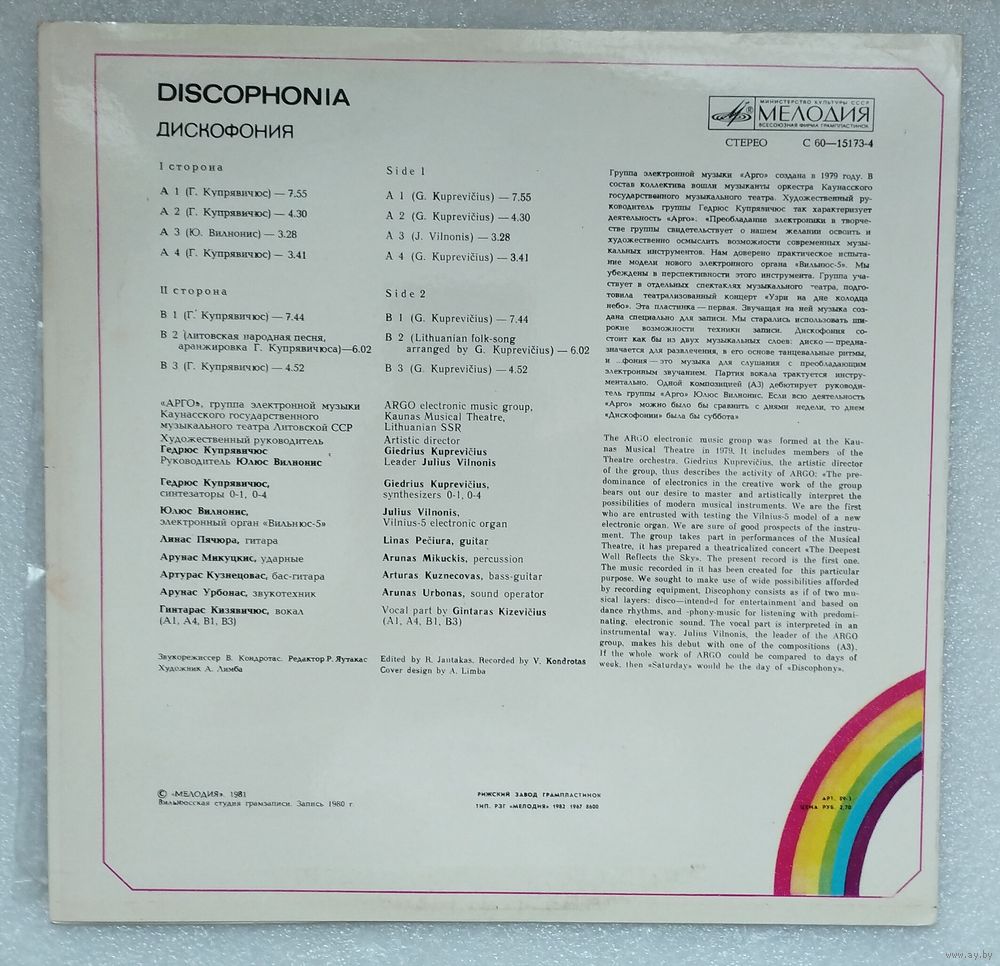 DISCOPHONIA
ДИСКОФОНИЯ
МИНИСТЕРСТВО КУЛЬТУРЫ СССР
МЕЛОДИЯ
ВСЕСОЮЗНАЯ ФИРМА ГРАМПЛАСТИНОК
СТЕРЕО С 60—15173-4
I сторона
А 1 (Г. Купрявичюс) — 7.55
А 2 (Г. Купрявичюс) — 4.30
А 3 (Ю. Вилнонис) — 3.28
А 4 (Г. Купрявичюс) — 3.41
II сторона
В 1 (Г. Купрявичюс) — 7.44
В 2 (литовская народная песня,
аранжировка Г. Купрявичюса)—6.02
В 3 (Г. Купрявичюс) — 4.52
«АРГО», группа электронной музыки
Каунасского государственного
музыкального театра Литовской ССР
Художественный руководитель
Гедрюс Купрявичюс
Руководитель Юлюс Вилнонис
Гедрюс Купрявичюс,
синтезаторы 0-1, 0-4
Юлюс Вилнонис,
электронный орган «Вильнюс-5»
Линас Пячюра, гитара
Арунас Микуцкис, ударные
Артурас Кузнецовас, бас-гитара
Арунас Урбонас, звукотехник
Гинтарас Кизявичюс, вокал
(А1, А4, В1, В3)
Звукорежиссер В. Кондротас. Редактор Р. Яутакас
Художник А. Лимба
Side 1
A 1 (G. Kuprevičius) — 7.55
A 2 (G. Kuprevičius) — 4.30
A 3 (J. Vilnonis) — 3.28
A 4 (G. Kuprevičius) — 3.41
Side 2
B 1 (G. Kuprevičius) — 7.44
B 2 (Lithuanian folk-song
arranged by G. Kuprevičius) — 6.02
B 3 (G. Kuprevičius) — 4.52
ARGO electronic music group,
Kaunas Musical Theatre,
Lithuanian SSR
Artistic director
Giedrius Kuprevičius
Leader Julius Vilnonis
Giedrius Kuprevičius,
synthesizers 0-1, 0-4
Julius Vilnonis,
Vilnius-5 electronic organ
Linas Pečiura, guitar
Arunas Mikuckis, percussion
Arturas Kuznecovas, bass-guitar
Arunas Urbonas, sound operator
Vocal part by Gintaras Kizevičius
(A1, A4, B1, B3)
Edited by R. Jautakas. Recorded by V. Kondrotas
Cover design by A. Limba
Группа электронной музыки «Арго» создана в 1979 году. В
состав коллектива вошли музыканты оркестра Каунасского
государственного музыкального театра. Художественный ру-
ководитель группы Гедрюс Купрявичюс так характеризует
деятельность «Арго»: «Преобладание электроники в творче-
стве группы свидетельствует о нашем желании освоить и
художественно осмыслить возможности современных музы-
кальных инструментов. Нам доверено практическое испыта-
ние модели нового электронного органа «Вильнюс-5». Мы
убеждены в перспективности этого инструмента. Группа уча-
ствует в отдельных спектаклях музыкального театра, подго-
товила театрализованный концерт «Узри на дне колодца
небо». Эта пластинка — первая. Звучащая на ней музыка соз-
дана специально для записи. Мы старались использовать ши-
рокие возможности техники записи. Дискофония со-
стоит как бы из двух музыкальных слоев: диско — предна-
значается для развлечения, в его основе танцевальные ритмы,
и ...фония — это музыка для слушания с преобладающим
электронным звучанием. Партия вокала трактуется инстру-
ментально. Одной композицией (А3) дебютирует руководи-
тель группы «Арго» Юлюс Вилнонис. Если всю деятельность
«Арго» можно было бы сравнить с днями недели, то днем
«Дискофонии» была бы суббота»
The ARGO electronic music group was formed at the Kau-
nas Musical Theatre in 1979. It includes members of the
Theatre orchestra. Giedrius Kuprevičius, the artistic director
of the group, thus describes the activity of ARGO: «The pre-
dominance of electronics in the creative work of the group
bears out our desire to master and artistically interpret the
possibilities of modern musical instruments. We are the first
who are entrusted with testing the Vilnius-5 model of a new
electronic organ. We are sure of good prospects of the instru-
ment. The group takes part in performances of the Musical
Theatre, it has prepared a theatricalized concert «The Deepest
Well Reflects the Sky». The present record is the first one.
The music recorded in it has been created for this particular
purpose. We sought to make use of wide possibilities afforded
by recording equipment. Discophony consists as if of two mu-
sical layers: disco—intended for entertainment and based on
dance rhythms, and -phony-music for listening with predomi-
nating, electronic sound. The vocal part is interpreted in an
instrumental way. Julius Vilnonis, the leader of the ARGO
group, makes his debut with one of the compositions (A3).
If the whole work of ARGO could be compared to days of
week, then «Saturday» would be the day of «Discophony».
© «МЕЛОДИЯ», 1981
Вильнюсская студия грамзаписи. Запись 1980 г.
РИЖСКИЙ ЗАВОД ГРАМПЛАСТИНОК
ТИП. РЗГ «МЕЛОДИЯ» 1982 1967 8600
АРТ. 09-3
ЦЕНА РУБ. 2,70
www.ay.by